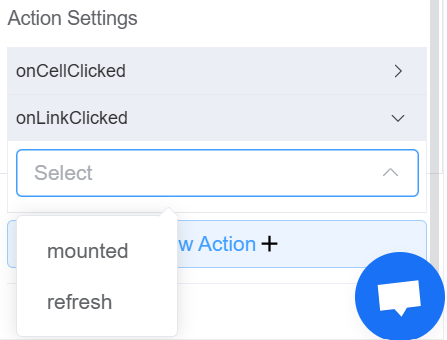 Action Settings
onCellClicked
onLinkClicked
Select
Action
mounted
refresh